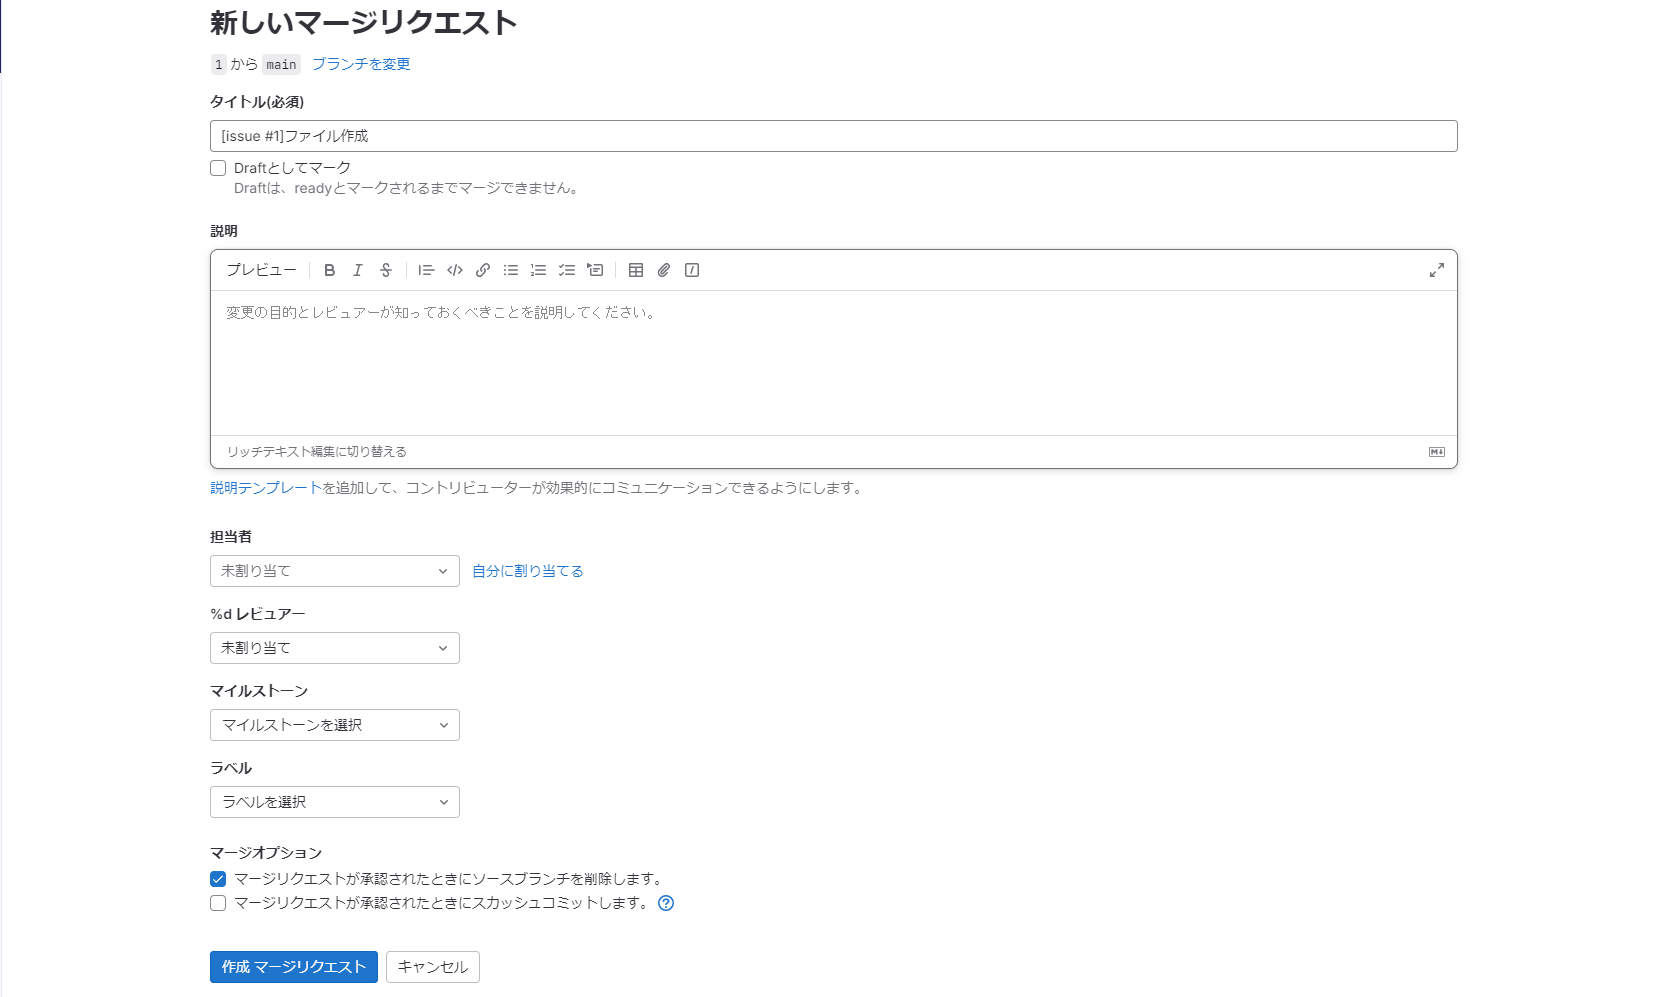 新しいマージリクエスト
1 から main ブランチを変更
タイトル(必須)
[issue #1]ファイル作成
Draftとしてマーク
Draftは、readyとマークされるまでマージできません。
説明
プレビュー
変更の目的とレビュアーが知っておくべきことを説明してください。
リッチテキスト編集に切り替える
説明テンプレートを追加して、コントリビューターが効果的にコミュニケーションできるようにします。
担当者
未割り当て 自分に割り当てる
%d レビュアー
未割り当て
マイルストーン
マイルストーンを選択
ラベル
ラベルを選択
マージオプション
マージリクエストが承認されたときにソースブランチを削除します。
マージリクエストが承認されたときにスカッシュコミットします。
作成 マージリクエスト キャンセル